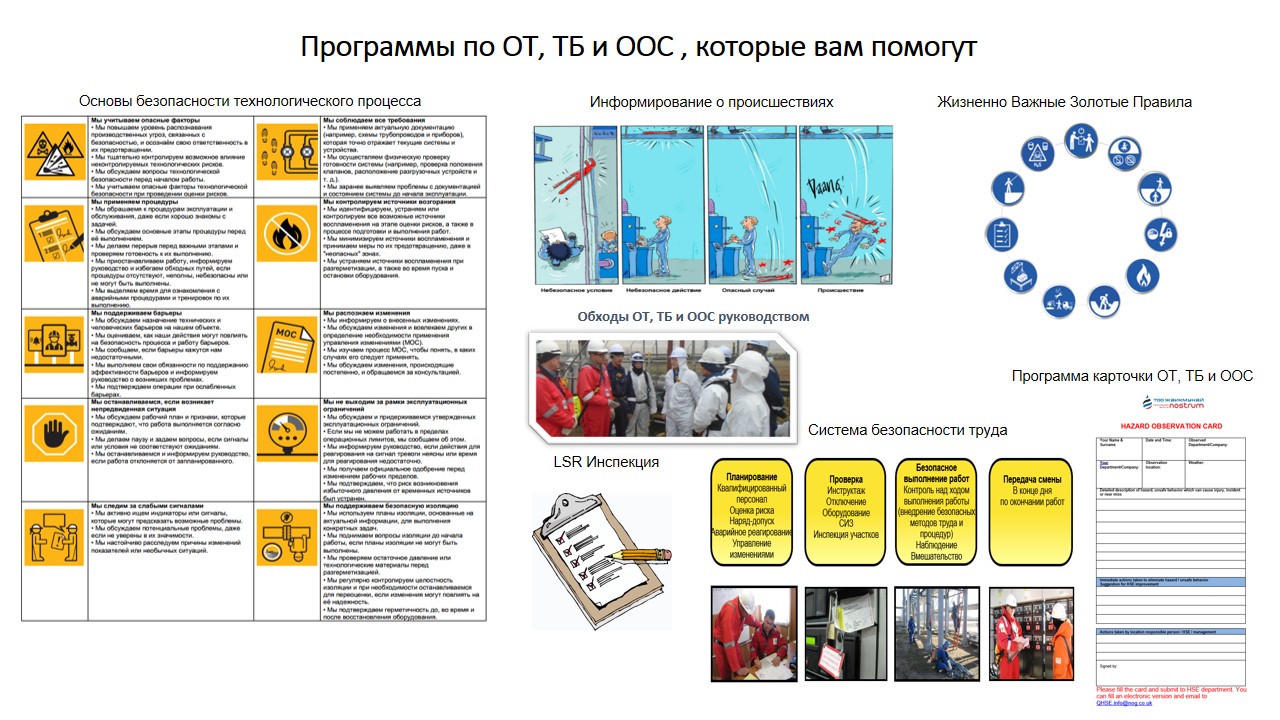 Программы по ОТ, ТБ и ООС , которые вам помогут
Основы безопасности технологического процесса
Мы учитываем опасные факторы
• Мы повышаем уровень распознавания
производственных угроз, связанных с
безопасностью, и осознаём свою ответственность в
их предотвращении.
• Мы тщательно контролируем возможное влияние
неконтролируемых технологических рисков.
• Мы обсуждаем вопросы технологической
безопасности перед началом работы.
• Мы учитываем опасные факторы технологической
безопасности при проведении оценки рисков.
Мы соблюдаем все требования
• Мы применяем актуальную документацию
(например, схемы трубопроводов и приборов),
которая точно отражает текущие системы и
устройства.
• Мы осуществляем физическую проверку
готовности системы (например, проверка положения
клапанов, расположение разгрузочных устройств и
т. д.).
• Мы заранее выявляем проблемы с документацией
и состоянием системы до начала эксплуатации.
Мы применяем процедуры
• Мы обращаемся к процедурам эксплуатации и
обслуживания, даже если хорошо знакомы с
задачей.
• Мы обсуждаем основные этапы процедуры перед
её выполнением.
• Мы делаем перерыв перед важными этапами и
проверяем готовность к их выполнению.
• Мы приостанавливаем работу, информируем
руководство и избегаем обходных путей, если
процедуры отсутствуют, неполны, небезопасны или
не могут быть выполнены.
• Мы выделяем время для ознакомления с
аварийными процедурами и тренировок по их
выполнению.
Мы контролируем источники возгорания
• Мы идентифицируем, устраняем или
контролируем все возможные источники
воспламенения на этапе оценки рисков, а также в
процессе подготовки и выполнения работ.
• Мы минимизируем источники воспламенения и
принимаем меры по их предотвращению, даже в
"неопасных" зонах.
• Мы устраняем источники воспламенения при
разгерметизации, а также во время пуска и
остановки оборудования.
Мы поддерживаем барьеры
• Мы обсуждаем назначение технических и
человеческих барьеров на нашем объекте.
• Мы оцениваем, как наши действия могут повлиять
на безопасность процесса и работу барьеров.
• Мы сообщаем, если барьеры кажутся нам
недостаточными.
• Мы выполняем свои обязанности по поддержанию
эффективности барьеров и информируем
руководство о возникших проблемах.
• Мы подтверждаем операции при ослабленных
барьерах.
MOC
Мы распознаем изменения
• Мы информируем о внесенных изменениях.
• Мы обсуждаем изменения и вовлекаем других в
определение необходимости применения
управления изменениями (МОС).
• Мы изучаем процесс МОС, чтобы понять, в каких
случаях его следует применять.
• Мы обсуждаем изменения, происходящие
постепенно, и обращаемся за консультацией.
Мы останавливаемся, если возникает
непредвиденная ситуация
• Мы обсуждаем рабочий план и признаки, которые
подтверждают, что работа выполняется согласно
ожиданиям.
• Мы делаем паузу и задаем вопросы, если сигналы
или условия не соответствуют ожиданиям.
• Мы останавливаемся и информируем руководство,
если работа отклоняется от запланированного.
Мы не выходим за рамки эксплуатационных
ограничений
• Мы обсуждаем и придерживаемся утвержденных
эксплуатационных ограничений.
• Если мы не можем работать в пределах
операционных лимитов, мы сообщаем об этом.
• Мы информируем руководство, если действия для
реагирования на сигнал тревоги неясны или время
для реагирования недостаточно.
• Мы получаем официальное одобрение перед
изменением рабочих пределов.
• Мы подтверждаем, что риск возникновения
избыточного давления от временных источников
был устранен.
Мы следим за слабыми сигналами
• Мы активно ищем индикаторы или сигналы,
которые могут предсказать возможные проблемы.
• Мы обсуждаем потенциальные проблемы, даже
если не уверены в их значимости.
• Мы настойчиво расследуем причины изменений
показателей или необычных ситуаций.
Мы поддерживаем безопасную изоляцию
• Мы используем планы изоляции, основанные на
актуальной информации, для выполнения
конкретных задач.
• Мы поднимаем вопросы изоляции до начала
работы, если планы изоляции не могут быть
выполнены.
• Мы проверяем остаточное давление или
технологические материалы перед
разгерметизацией.
• Мы регулярно контролируем целостность
изоляции и при необходимости останавливаемся
для переоценки, если изменения могут повлиять на
её надежность.
• Мы подтверждаем герметичность до, во время и
после восстановления оборудования.
Информирование о происшествиях
Небезопасное условие
Небезопасное действие
Опасный случай
Происшествие
Обходы ОТ, ТБ и ООС руководством
LSR Инспекция
Жизненно Важные Золотые Правила
H₂S
Система безопасности труда
Планирование
Квалифицированный
персонал
Оценка риска
Наряд-допуск
Аварийное реагирование
Управление
изменениями
Проверка
Инструктаж
Отключение
Оборудование
СИЗ
Инспекция участков
Безопасное
выполнение работ
Контроль над ходом
выполнения работы
(внедрение безопасных
методов труда и
процедур)
Наблюдение
Вмешательство
Передача смены
В конце дня
по окончании работ
Программа карточки ОТ, ТБ и ООС
ТОО ЖАИКМУНАЙ
nostrum
HAZARD OBSERVATION CARD
Your Name &
Surname
Date and Time:
Observed
Department/Company:
Your
Department/Company:
Observation
location:
Weather:
Detailed description of hazard, unsafe behavior which can cause injury, incident
or near miss
Immediate actions taken to eliminate hazard / unsafe behavior
Suggestion for HSE improvement
Actions taken by location responsible person / HSE / management
Signed by:
Please fill the card and submit to HSE department. You
can fill an electronic version and email to
QHSE.info@nog.co.uk